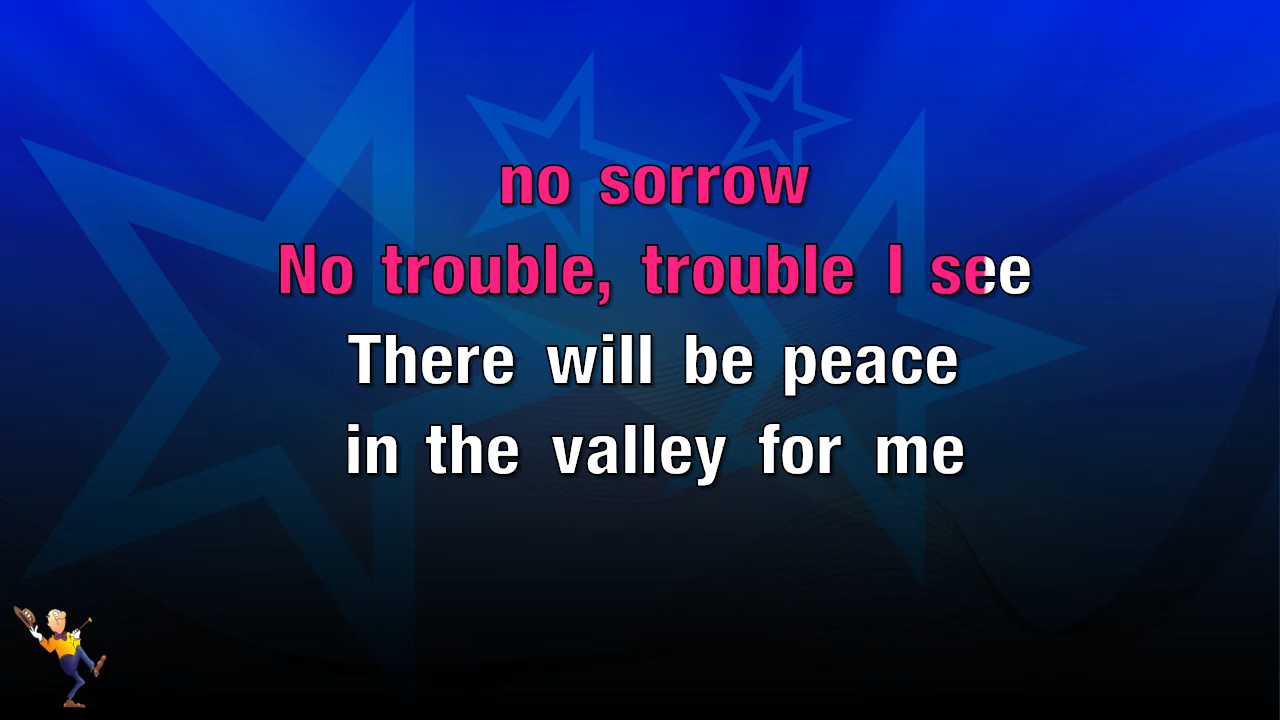 no sorrow
No trouble, trouble I see
There will be peace
in the valley for me